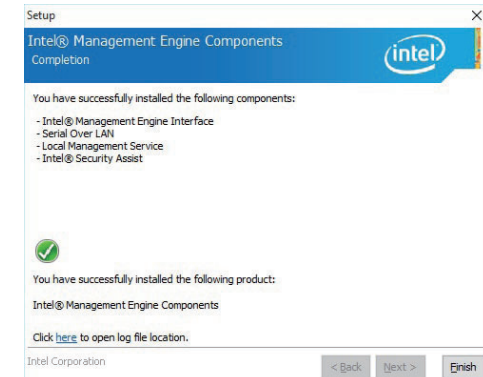 Setup
Intel® Management Engine Components
Completion
intel
You have successfully installed the following components:
- Intel® Management Engine Interface
- Serial Over LAN
- Local Management Service
- Intel® Security Assist
You have successfully installed the following product:
Intel® Management Engine Components
Click here to open log file location.
Intel Corporation
< Back
Next >
Finish